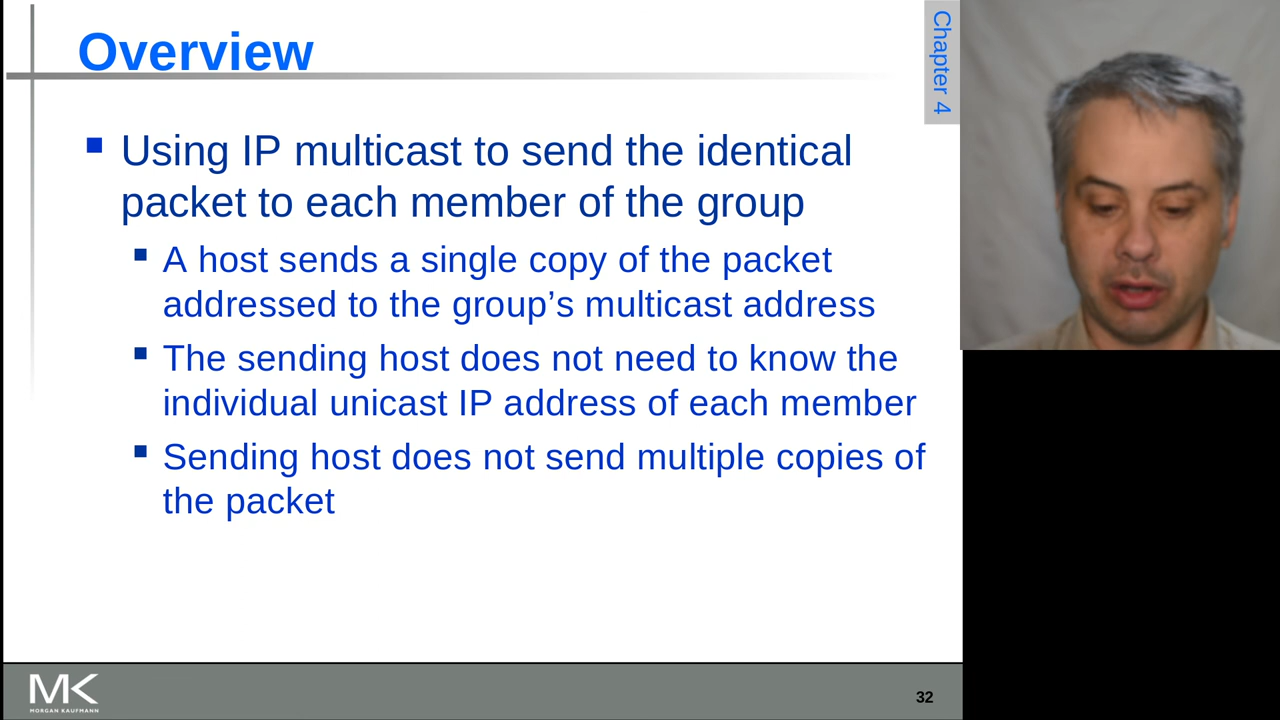 Overview
Chapter 4
Using IP multicast to send the identical
packet to each member of the group
A host sends a single copy of the packet
addressed to the group’s multicast address
The sending host does not need to know the
individual unicast IP address of each member
Sending host does not send multiple copies of
the packet
MK
MORGAN KAUFMANN
32